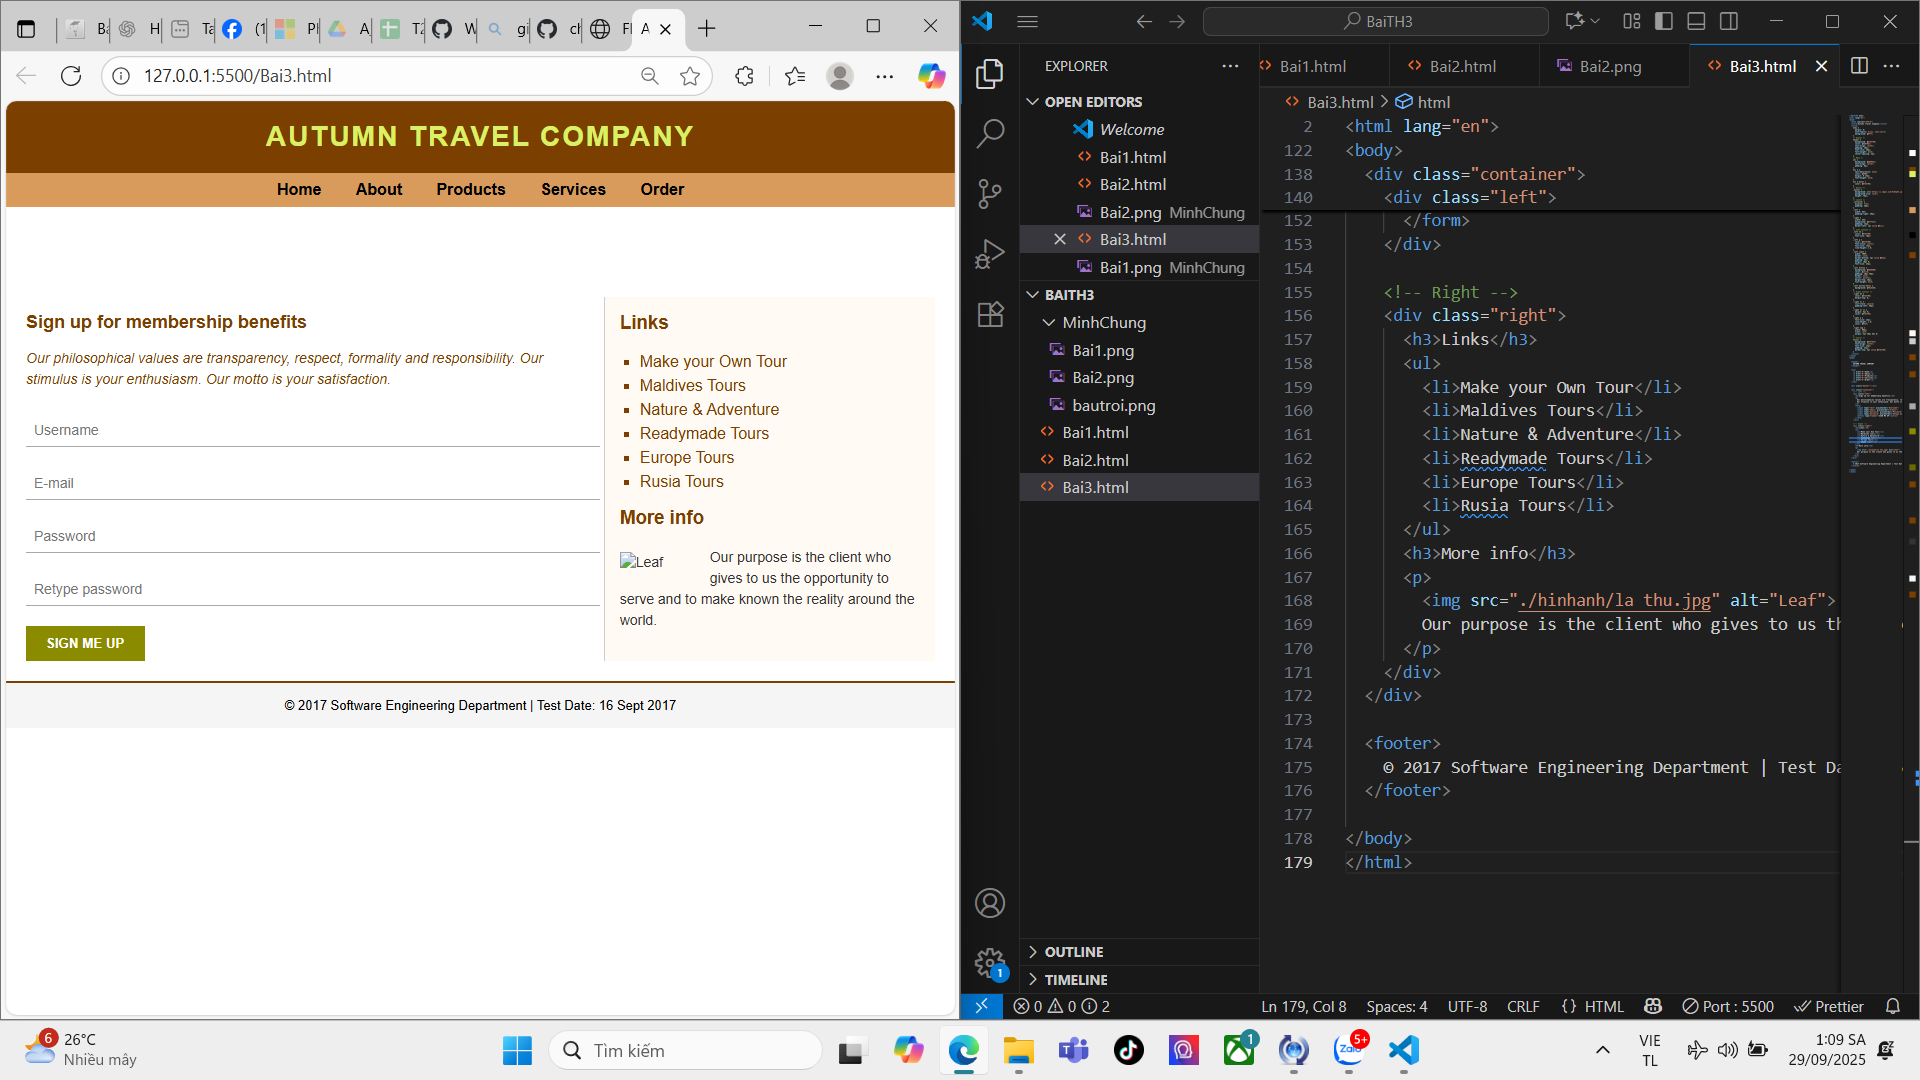 Ba
H
Ta
(1
PI
A
T2
W
gi
cl
Fl
A
127.0.0.1:5500/Bai3.html
AUTUMN TRAVEL COMPANY
Home About Products Services Order
Sign up for membership benefits
Our philosophical values are transparency, respect, formality and responsibility. Our
stimulus is your enthusiasm. Our motto is your satisfaction.
Username
E-mail
Password
Retype password
SIGN ME UP
Links
Make your Own Tour
Maldives Tours
Nature & Adventure
Readymade Tours
Europe Tours
Rusia Tours
More info
Leaf
Our purpose is the client who
gives to us the opportunity to
serve and to make known the reality around the
world.
© 2017 Software Engineering Department | Test Date: 16 Sept 2017
BaiTH3
EXPLORER
OPEN EDITORS
Welcome
Bai1.html
Bai2.html
Bai2.png MinhChung
Bai3.html
Bai1.png MinhChung
BAITH3
MinhChung
Bai1.png
Bai2.png
bautroi.png
Bai1.html
Bai2.html
Bai3.html
OUTLINE
TIMELINE
Bai1.html Bai2.html Bai2.png Bai3.html
Bai3.html > html
2 <html lang="en">
122 <body>
138 <div class="container">
140 <div class="left">
152 </form>
153 </div>
154
155 <!-- Right -->
156 <div class="right">
157 <h3>Links</h3>
158 <ul>
159 <li>Make your Own Tour</li>
160 <li>Maldives Tours</li>
161 <li>Nature & Adventure</li>
162 <li>Readymade Tours</li>
163 <li>Europe Tours</li>
164 <li>Rusia Tours</li>
165 </ul>
166 <h3>More info</h3>
167 <p>
168 <img src="./hinhanh/la thu.jpg" alt="Leaf">
169 Our purpose is the client who gives to us th
170 </p>
171 </div>
172 </div>
173
174 <footer>
175 © 2017 Software Engineering Department | Test Da
176 </footer>
177
178 </body>
179 </html>
1
0 0 2
Ln 179, Col 8 Spaces: 4 UTF-8 CRLF {} HTML Port : 5500 Prettier
6
26°C
Nhiều mây
Tìm kiếm
1
Zalo
5+
VIE
TL
1:09 SA
29/09/2025